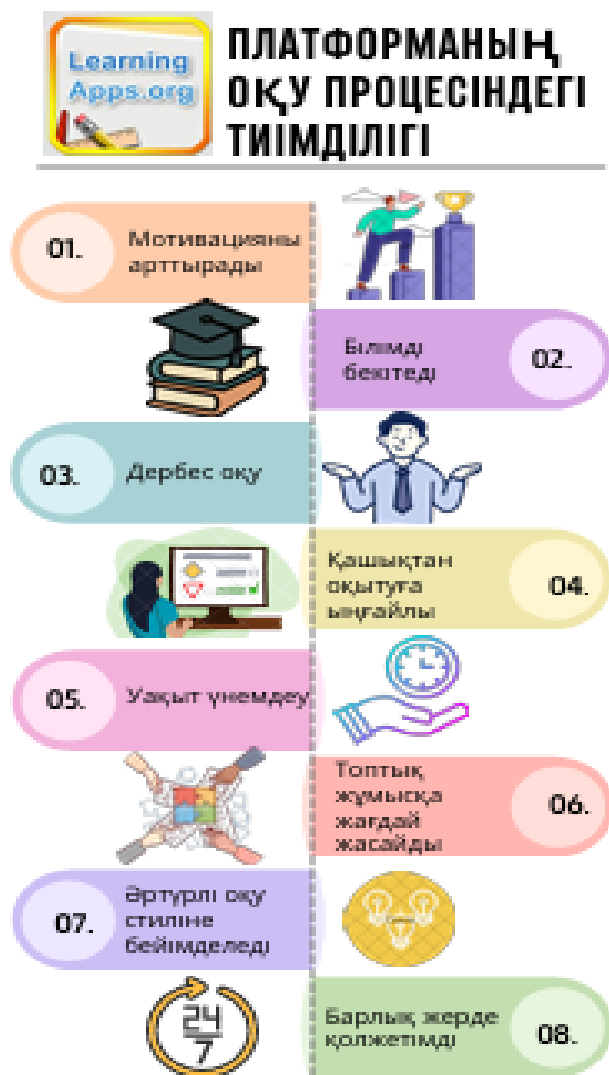 Learning
Apps.org
ПЛАТФОРМАНЫҢ
ОҚУ ПРОЦЕСІНДЕГІ
ТИІМДІЛІГІ
01.
Мотивацияны
арттырады
Білімді
бекітеді
02.
03.
Дербес оқу
Қашықтан
оқытуға
ыңғайлы
04.
05.
Уақыт үнемдеу
Топтық
жұмысқа
жағдай
жасайды
06.
07.
Әртүрлі оқу
стиліне
бейімделеді
24
7
Барлық жерде
қолжетімді
08.